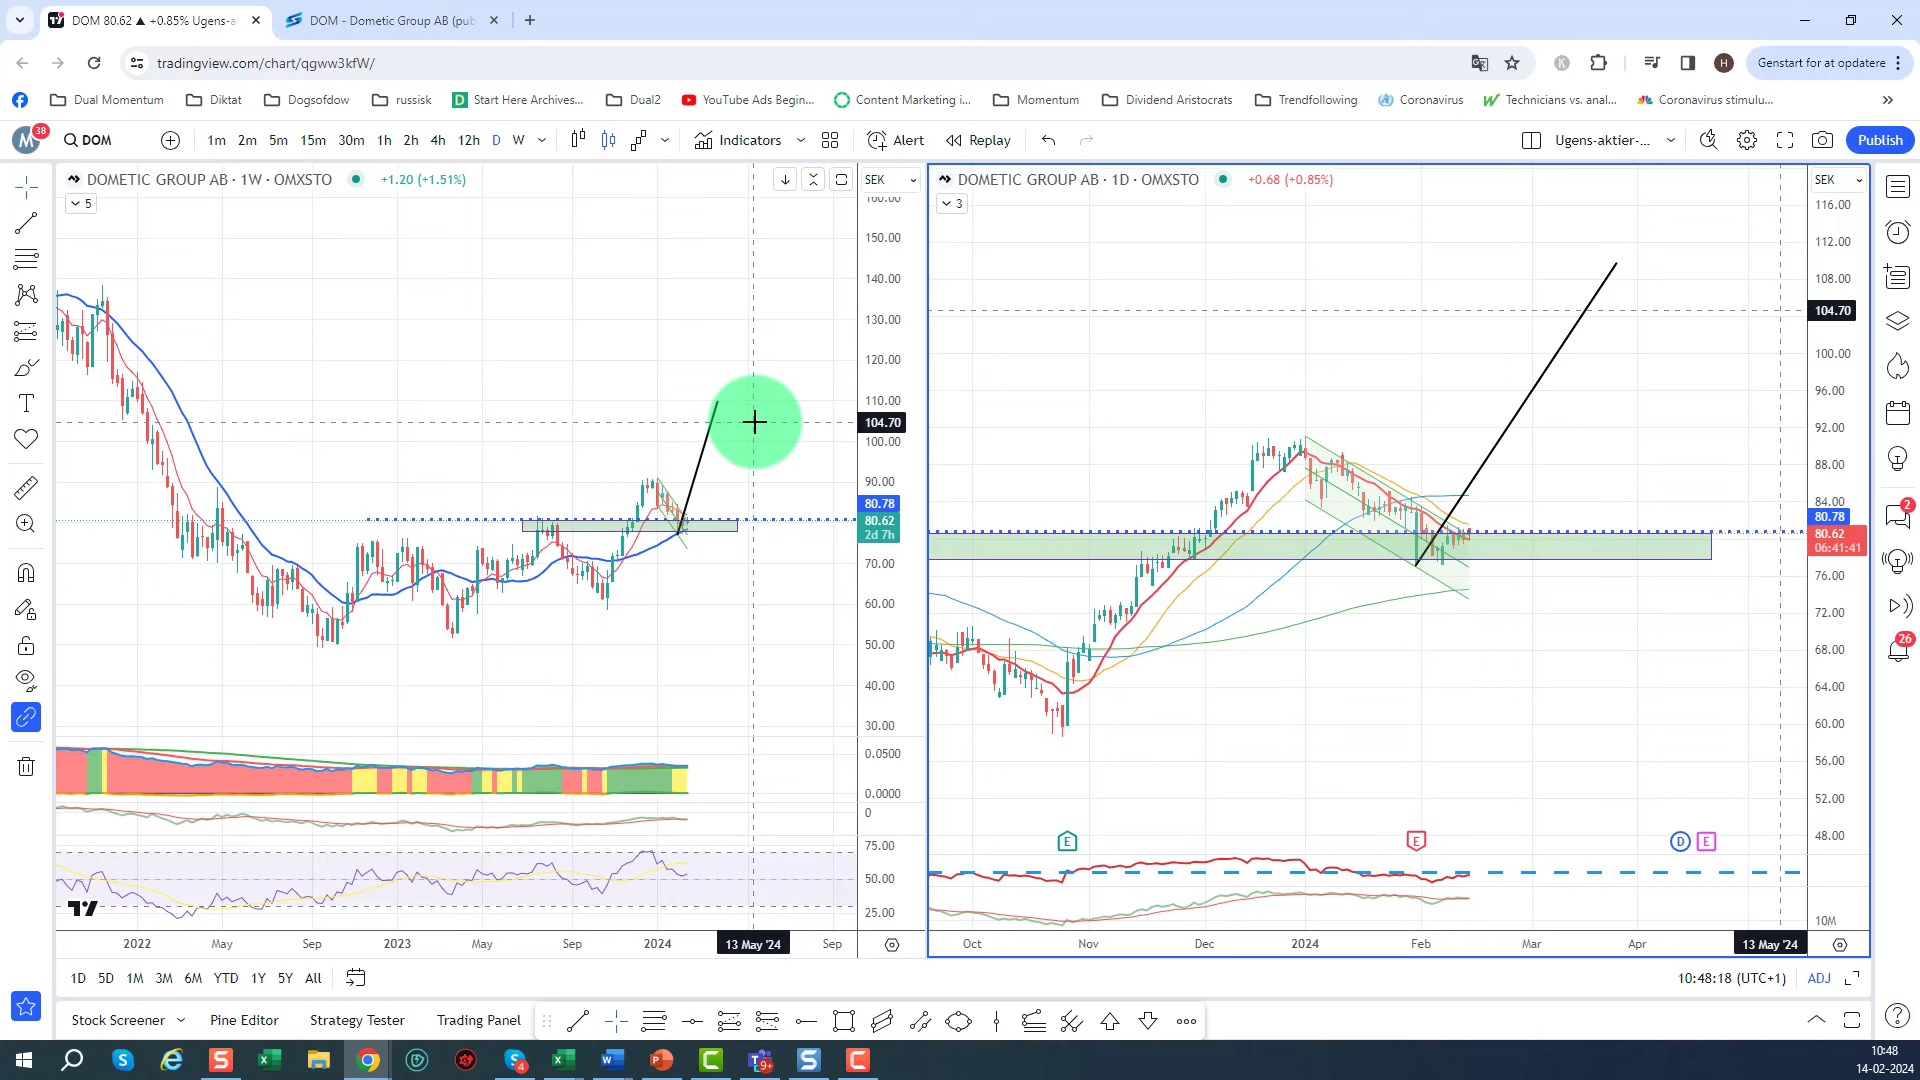 DOM 80.62 ▲ +0.85% Ugens-a
DOM - Dometic Group AB (pub
tradingview.com/chart/qgww3kfW/
K
H
Genstart for at opdatere
Dual Momentum
Diktat
Dogsofdow
russisk
Start Here Archives...
Dual2
YouTube Ads Begin...
Content Marketing i...
Momentum
Dividend Aristocrats
Trendfollowing
Coronavirus
Technicians vs. anal...
Coronavirus stimulu...
M
38
DOM
1m 2m 5m 15m 30m 1h 2h 4h 12h D W
Indicators
Alert
Replay
Ugens-aktier-...
Publish
DOMETIC GROUP AB · 1W · OMXSTO
+1.20 (+1.51%)
SEK
5
160.00
150.00
140.00
130.00
120.00
110.00
104.70
100.00
90.00
80.78
80.62
2d 7h
70.00
60.00
50.00
40.00
30.00
0.0500
0.0000
0
75.00
50.00
25.00
2022 May Sep 2023 May Sep 2024 13 May '24 Sep
DOMETIC GROUP AB · 1D · OMXSTO
+0.68 (+0.85%)
SEK
3
116.00
112.00
108.00
104.70
100.00
96.00
92.00
88.00
84.00
80.78
80.62
06:41:41
76.00
72.00
68.00
64.00
60.00
56.00
52.00
48.00
E
E
D
E
10M
Oct Nov Dec 2024 Feb Mar Apr 13 May '24
2
26
1D 5D 1M 3M 6M YTD 1Y 5Y All
10:48:18 (UTC+1)
ADJ
Stock Screener
Pine Editor
Strategy Tester
Trading Panel
4
9+
10:48
14-02-2024